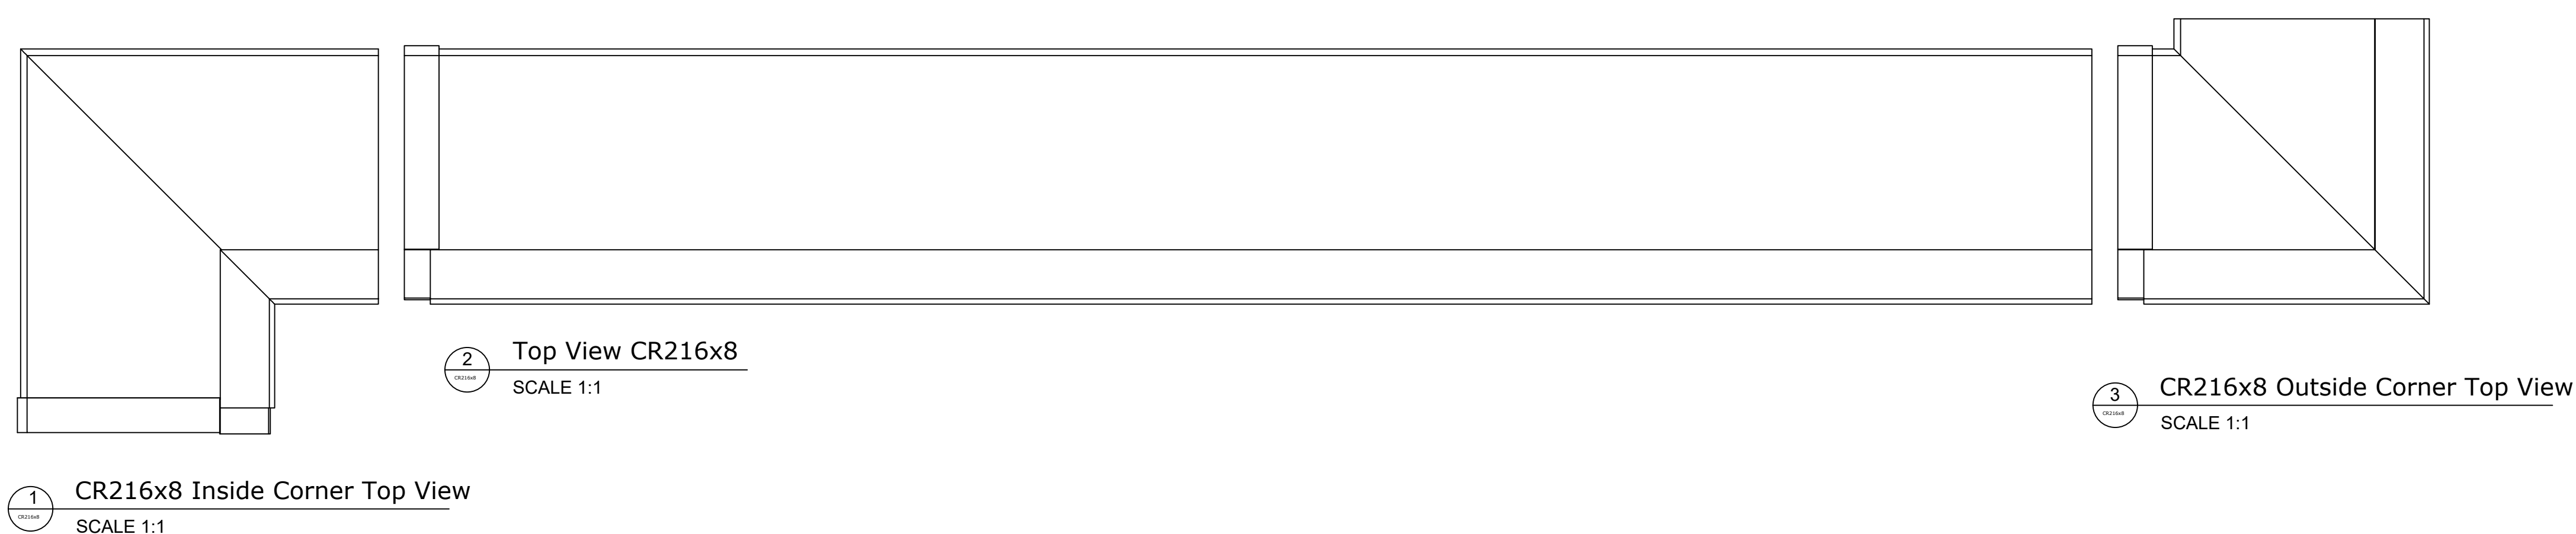 2
CR216x8
Top View CR216x8
SCALE 1:1
3
CR216x8
CR216x8 Outside Corner Top View
SCALE 1:1
1
CR216x8
CR216x8 Inside Corner Top View
SCALE 1:1